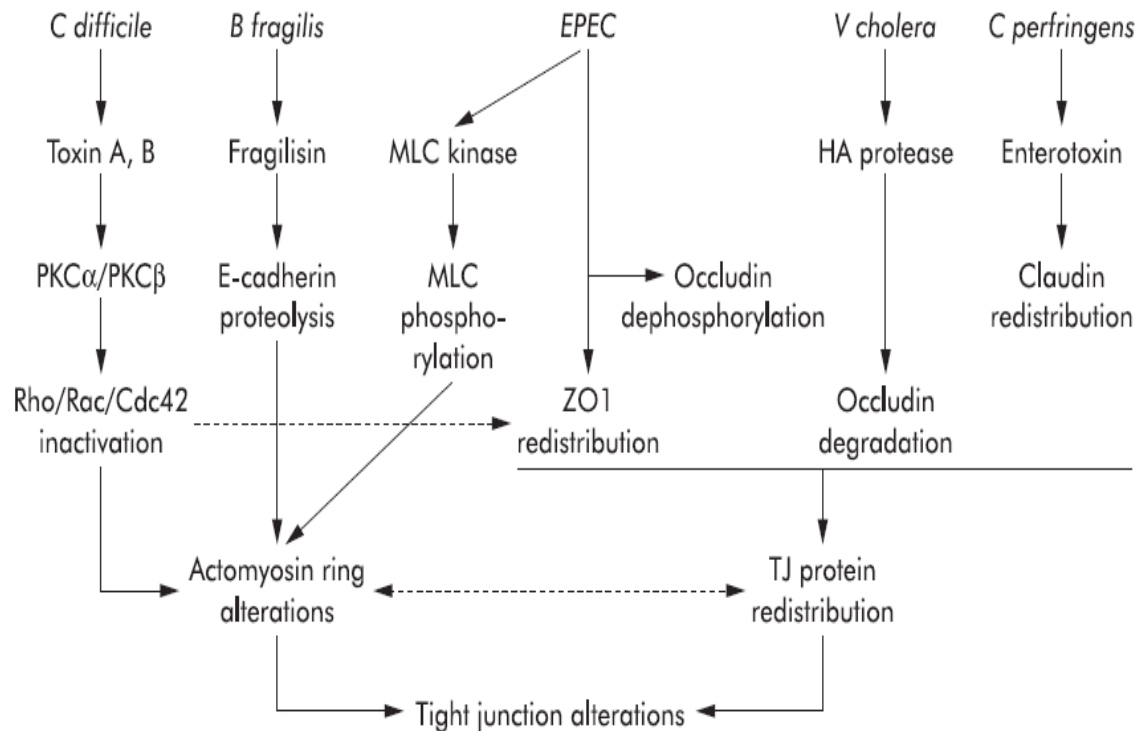 C difficile
B fragilis
EPEC
V cholera
C perfringens
Toxin A, B
Fragilisin
MLC kinase
HA protease
Enterotoxin
PKCα/PKCβ
E-cadherin
proteolysis
MLC
phospho-
rylation
Occludin
dephosphorylation
Claudin
redistribution
Rho/Rac/Cdc42
inactivation
ZO1
redistribution
Occludin
degradation
Actomyosin ring
alterations
TJ protein
redistribution
Tight junction alterations